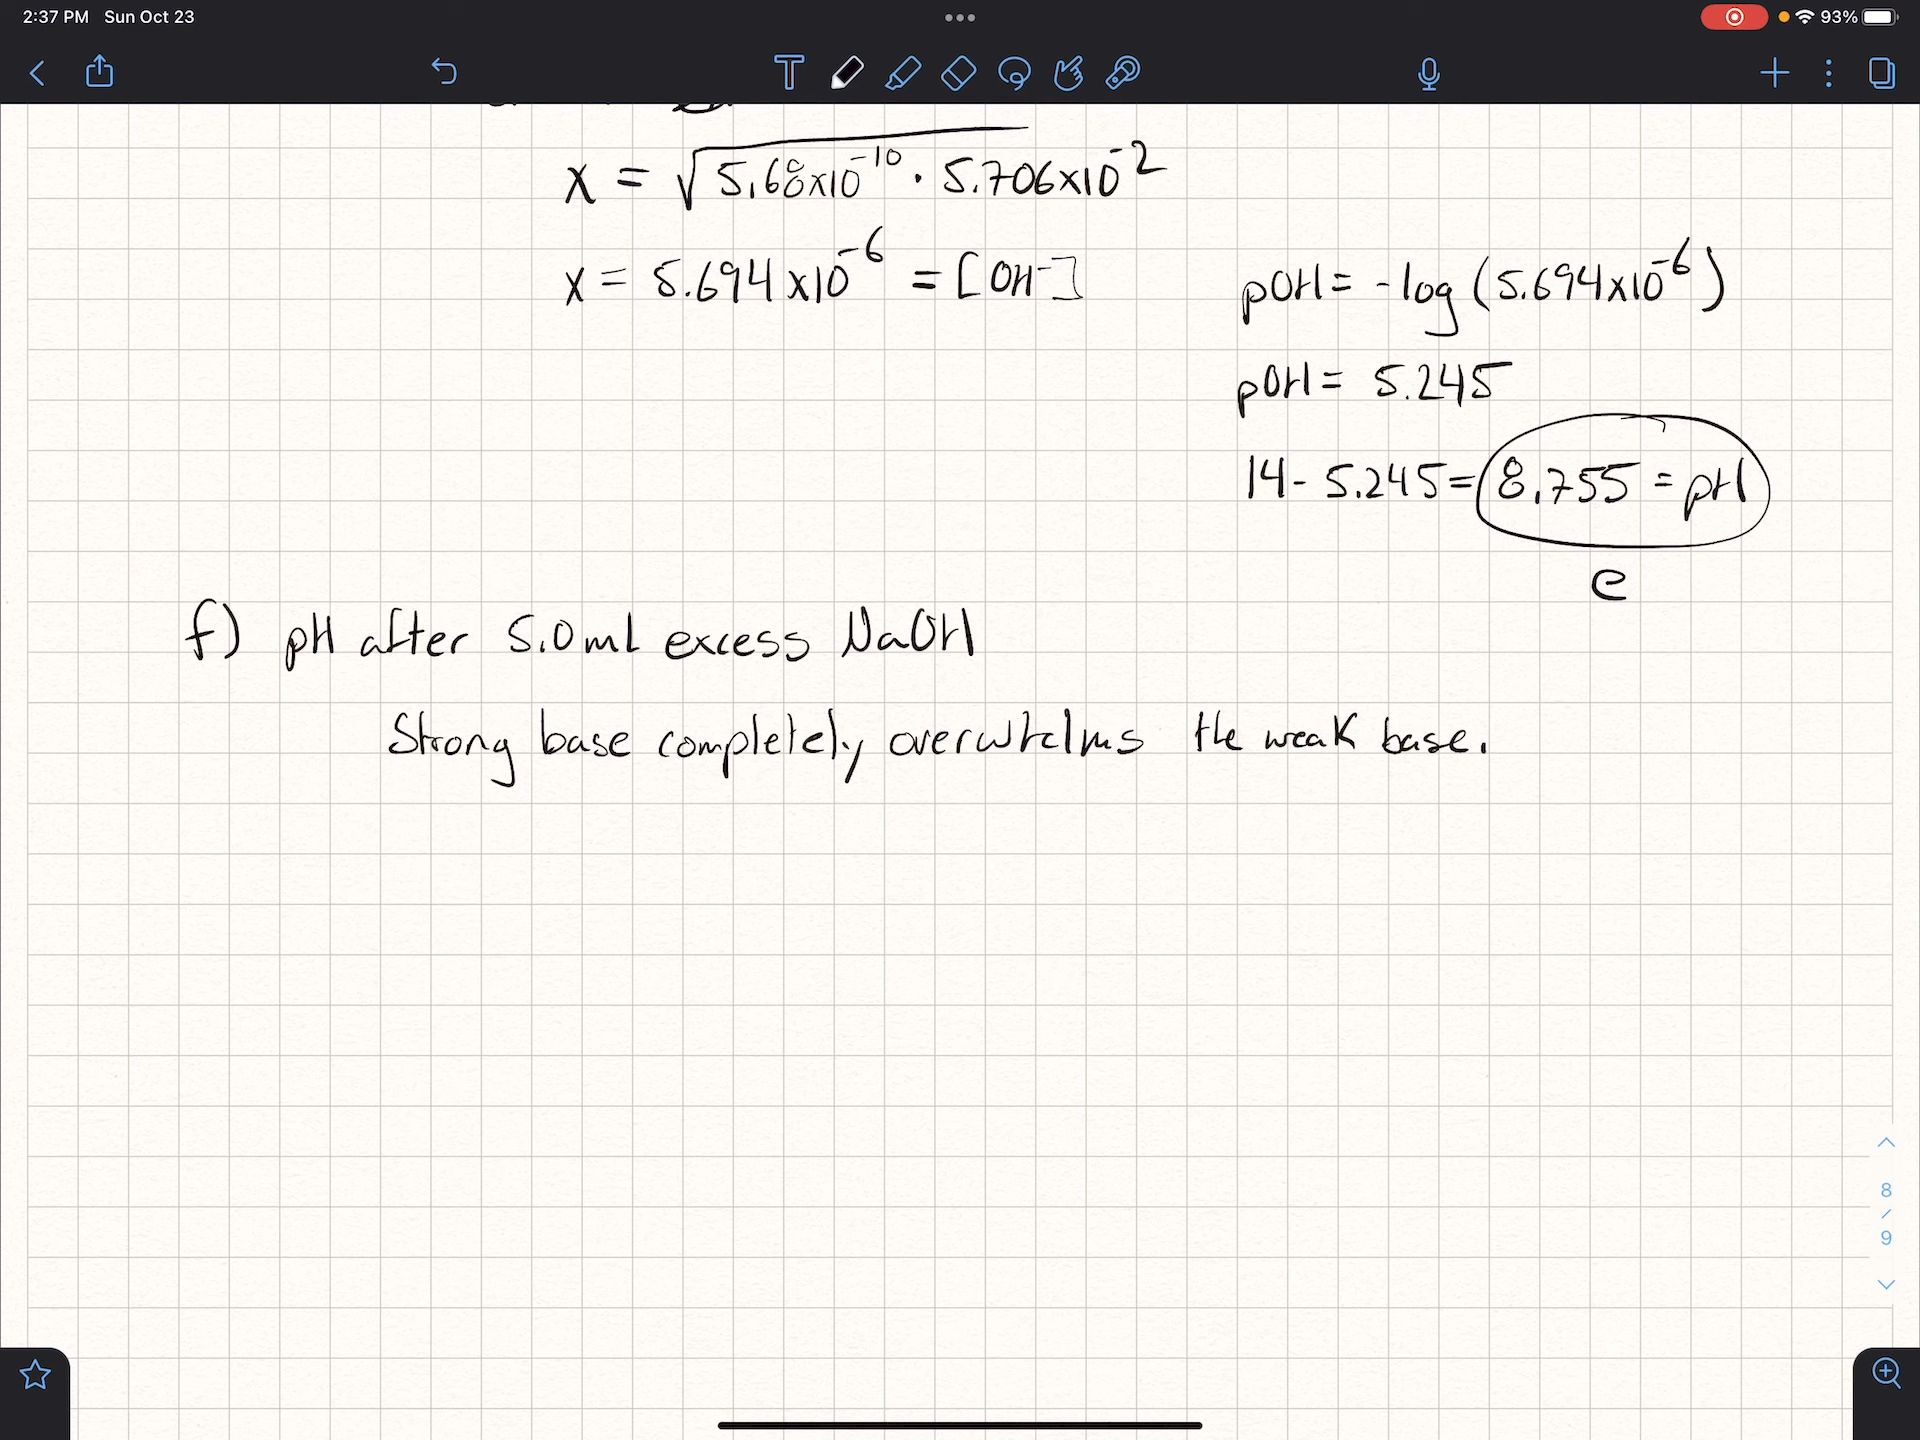 2:37 PM Sun Oct 23
93%
x = √5.68x10^-10 · 5.706x10^-2
x = 5.694x10^-6 = [OH-]
pOH = -log(5.694x10^-6)
pOH = 5.245
14 - 5.245 = 8.755 = pH
e
f) pH after 5.0mL excess NaOH
Strong base completely overwhelms the weak base.
8
/
9